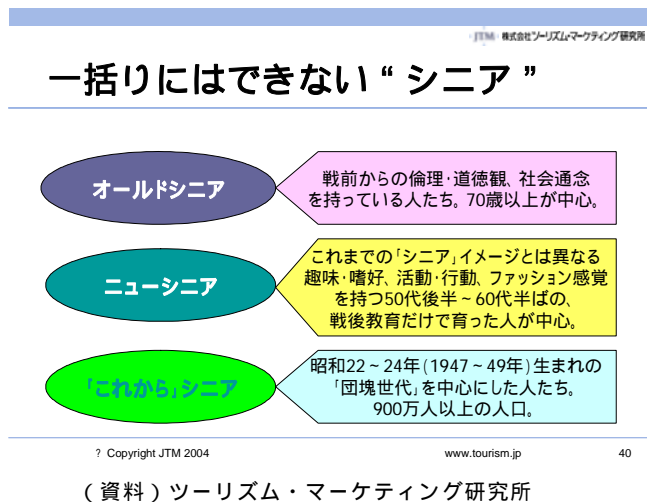 JTM 株式会社ツーリズム・マーケティング研究所
一括りにはできない“シニア”
オールドシニア
戦前からの倫理・道徳観、社会通念
を持っている人たち。70歳以上が中心。
ニューシニア
これまでの「シニア」イメージとは異なる
趣味・嗜好、活動・行動、ファッション感覚
を持つ50代後半~60代半ばの、
戦後教育だけで育った人が中心。
「これから」シニア
昭和22~24年(1947~49年)生まれの
「団塊世代」を中心にした人たち。
900万人以上の人口。
? Copyright JTM 2004 www.tourism.jp 40
(資料)ツーリズム・マーケティング研究所